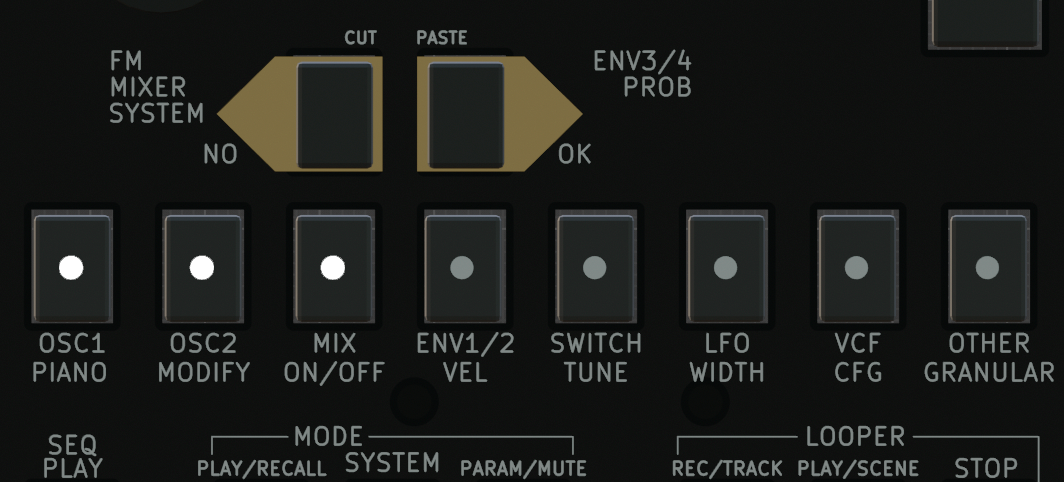 CUT
PASTE
FM
MIXER
SYSTEM
NO
ENV3/4
PROB
OK
OSC1
PIANO
OSC2
MODIFY
MIX
ON/OFF
ENV1/2
VEL
SWITCH
TUNE
LFO
WIDTH
VCF
CFG
OTHER
GRANULAR
SEQ
PLAY
MODE
PLAY/RECALL
SYSTEM
PARAM/MUTE
LOOPER
REC/TRACK
PLAY/SCENE
STOP